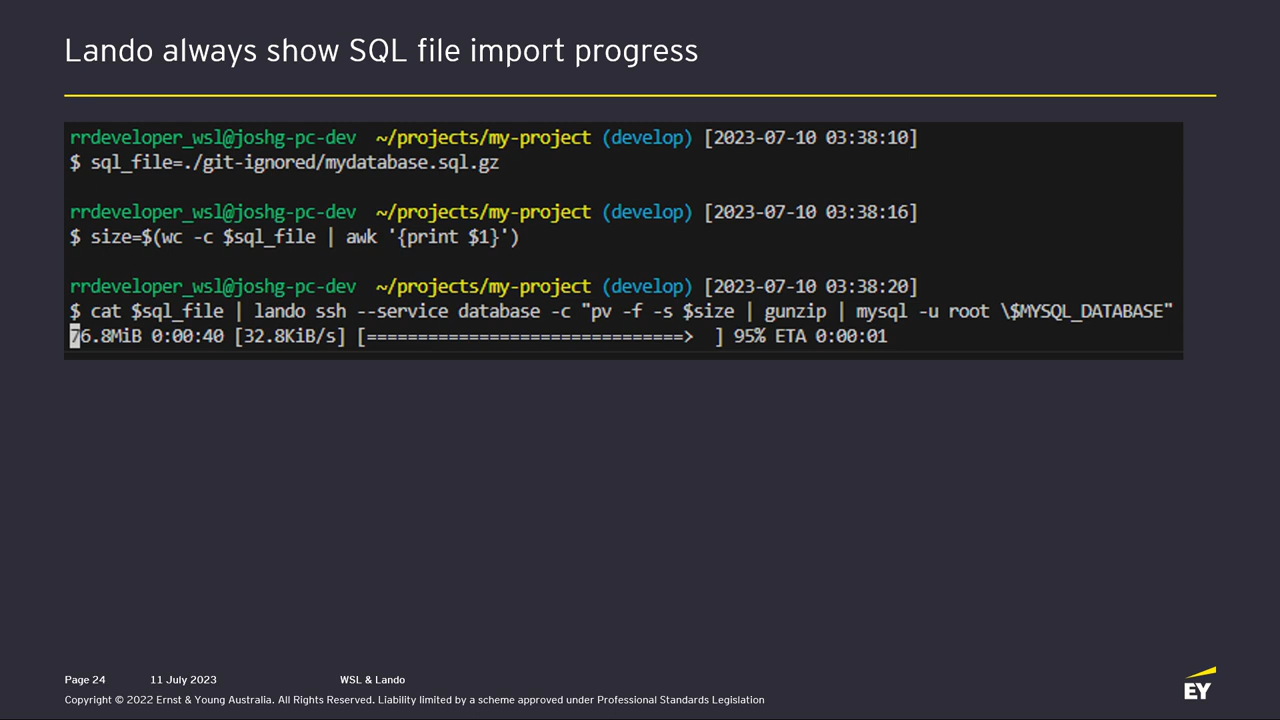 Lando always show SQL file import progress
rrdeveloper_wsl@joshg-pc-dev ~/projects/my-project (develop) [2023-07-10 03:38:10]
$ sql_file=./git-ignored/mydatabase.sql.gz
rrdeveloper_wsl@joshg-pc-dev ~/projects/my-project (develop) [2023-07-10 03:38:16]
$ size=$(wc -c $sql_file | awk '{print $1}')
rrdeveloper_wsl@joshg-pc-dev ~/projects/my-project (develop) [2023-07-10 03:38:20]
$ cat $sql_file | lando ssh --service database -c "pv -f -s $size | gunzip | mysql -u root \$MYSQL_DATABASE"
76.8MiB 0:00:40 [32.8KiB/s] [===============================> ] 95% ETA 0:00:01
Page 24 11 July 2023 WSL & Lando
Copyright © 2022 Ernst & Young Australia. All Rights Reserved. Liability limited by a scheme approved under Professional Standards Legislation
EY